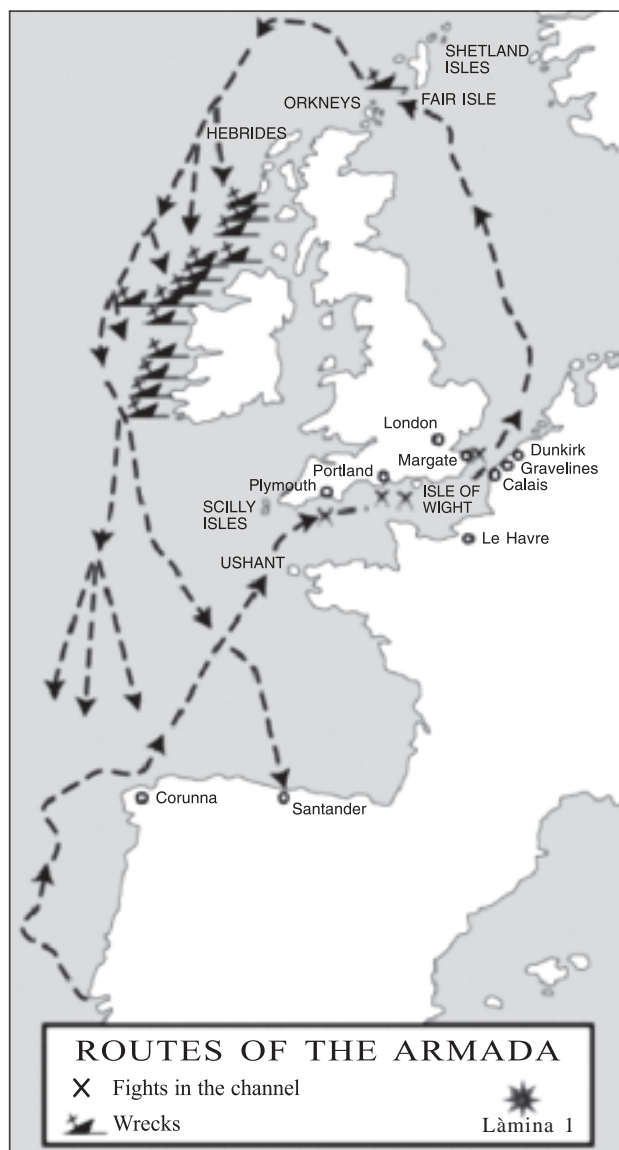 SHETLAND
ISLES
ORKNEYS
FAIR ISLE
HEBRIDES
London
Margate
Dunkirk
Gravelines
Calais
Portland
Plymouth
ISLE OF
WIGHT
SCILLY
ISLES
Le Havre
USHANT
Corunna
Santander
ROUTES OF THE ARMADA
Fights in the channel
Wrecks
Làmina 1